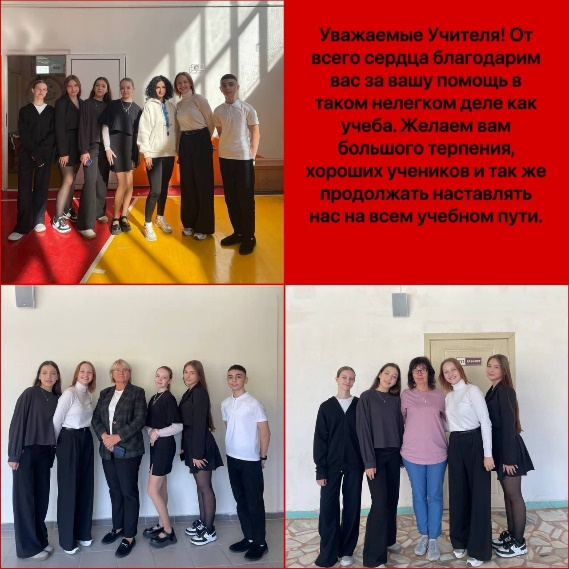 Уважаемые Учителя! От
всего сердца благодарим
вас за вашу помощь в
таком нелегком деле как
учеба. Желаем вам
большого терпения,
хороших учеников и так же
продолжать наставлять
нас на всем учебном пути.